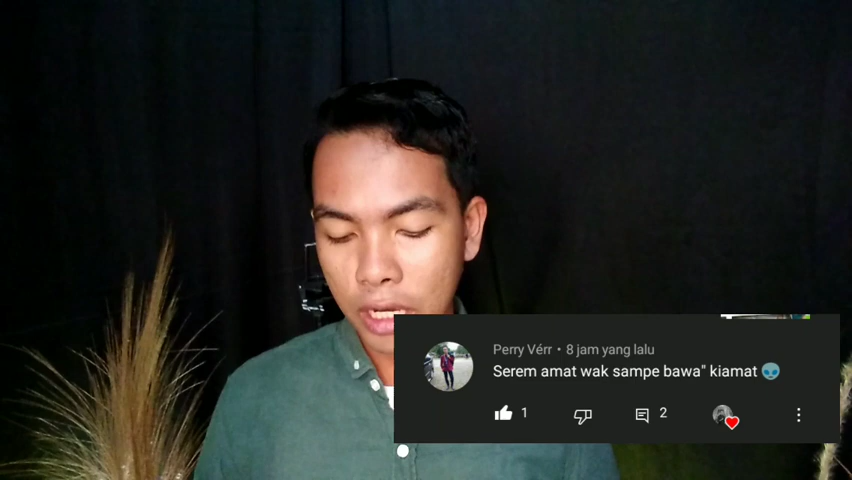 Perry Vérr • 8 jam yang lalu
Serem amat wak sampe bawa" kiamat 👽
1
2